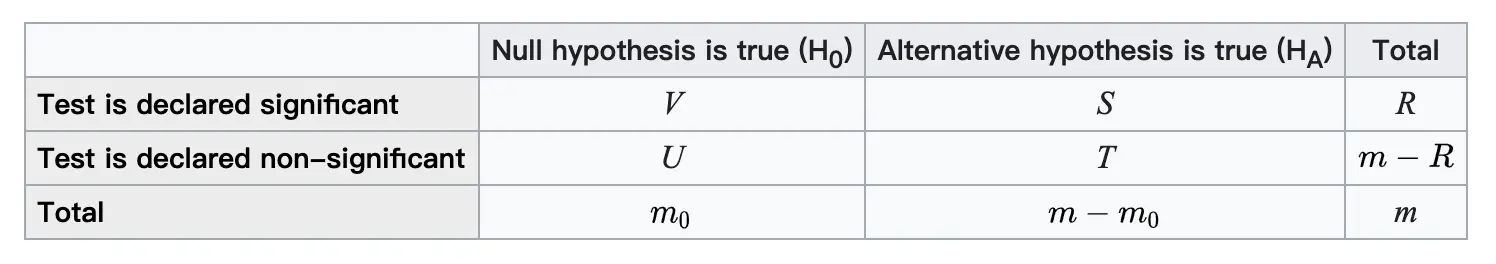 Null hypothesis is true (H0) Alternative hypothesis is true (HA) Total
Test is declared significant V S R
Test is declared non–significant U T m − R
Total m0 m − m0 m